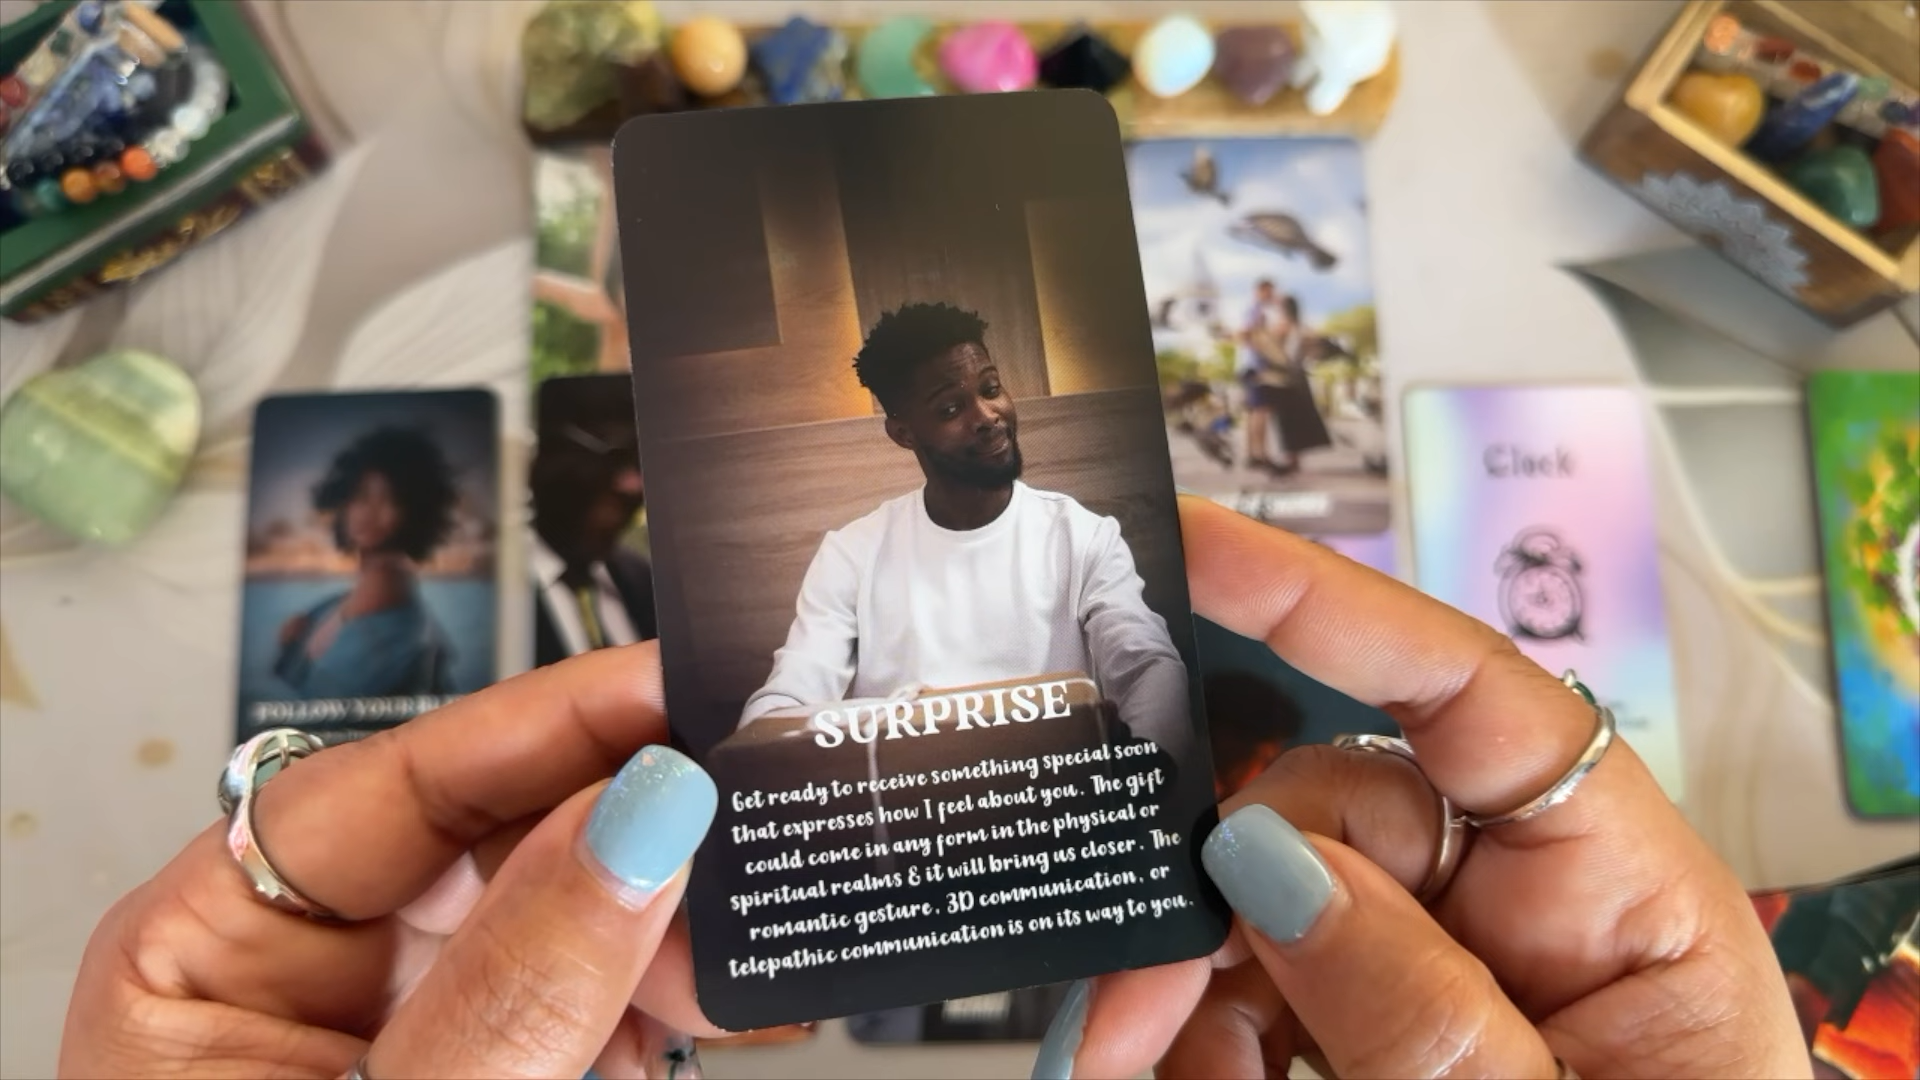 SURPRISE
Get ready to receive something special soon
that expresses how I feel about you. The gift
could come in any form in the physical or
spiritual realms & it will bring us closer. The
romantic gesture, 3D communication, or
telepathic communication is on its way to you.
FOLLOW YOUR
Clock